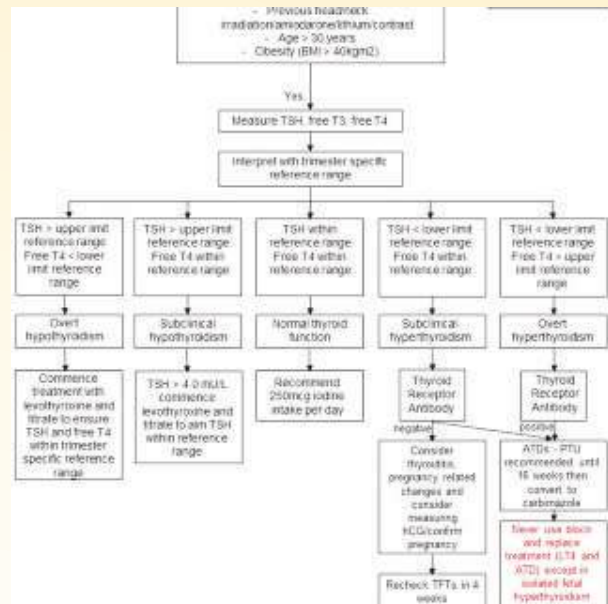 - Previous head/neck
irradiation/amiodarone/lithium/contrast
- Age > 30 years
- Obesity (BMI > 40kgm2)
Yes
Measure TSH, free T3, free T4
Interpret with trimester specific
reference range
TSH > upper limit
reference range
Free T4 < lower
limit reference
range
TSH > upper limit
reference range
Free T4 within
reference range
TSH within
reference range
Free T4 within
reference range
TSH < lower limit
reference range
Free T4 within
reference range
TSH < lower limit
reference range
Free T4 > upper
limit reference
range
Overt
hypothyroidism
Subclinical
hypothyroidism
Normal thyroid
function
Subclinical
hyperthyroidism
Overt
hyperthyroidism
Commence
treatment with
levothyroxine and
titrate to ensure
TSH and free T4
within trimester
specific reference
range
TSH > 4.0 mU/L
commence
levothyroxine and
titrate to aim TSH
within reference
range
Recommend
250mcg iodine
intake per day
Thyroid
Receptor
Antibody
Thyroid
Receptor
Antibody
negative
positive
Consider
thyroiditis,
pregnancy related
changes and
consider
measuring
hCG/confirm
pregnancy
ATDs - PTU
recommended until
16 weeks then
convert to
carbimazole
Recheck TFTs in 4
weeks
Never use block
and replace
treatment (LT4 and
ATD) except in
isolated fetal
hyperthyroidism